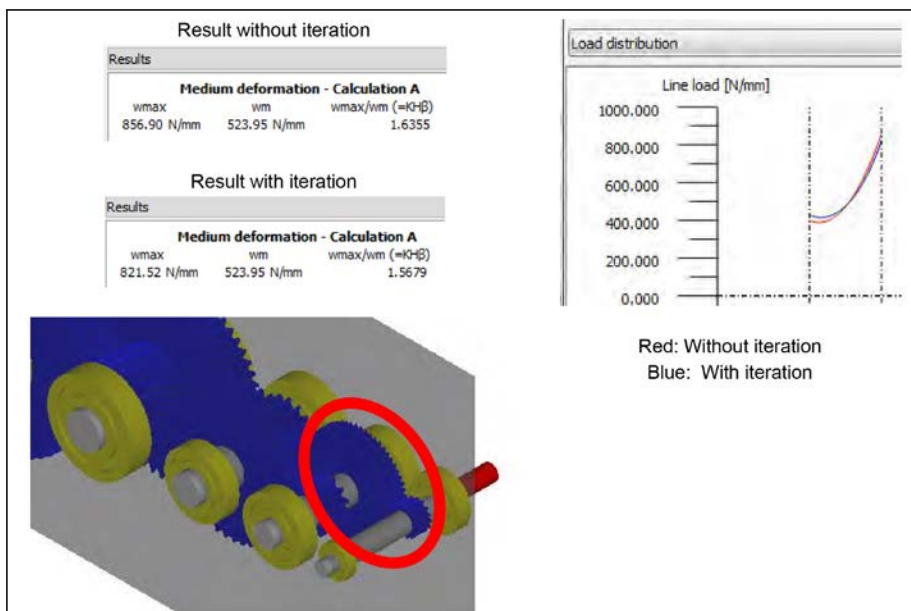 Result without iteration
Results
Medium deformation - Calculation A
wmax wm wmax/wm (=KHβ)
856.90 N/mm 523.95 N/mm 1.6355
Result with iteration
Results
Medium deformation - Calculation A
wmax wm wmax/wm (=KHβ)
821.52 N/mm 523.95 N/mm 1.5679
Load distribution
Line load [N/mm]
1000,000
800,000
600,000
400,000
200,000
0,000
Red: Without iteration
Blue: With iteration